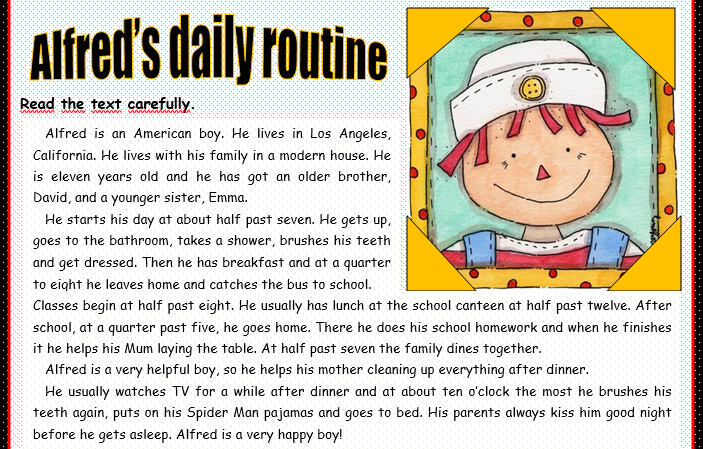 Alfred's daily routine
Read the text carefully.
Alfred is an American boy. He lives in Los Angeles,
California. He lives with his family in a modern house. He
is eleven years old and he has got an older brother,
David, and a younger sister, Emma.
He starts his day at about half past seven. He gets up,
goes to the bathroom, takes a shower, brushes his teeth
and get dressed. Then he has breakfast and at a quarter
to eight he leaves home and catches the bus to school.
Classes begin at half past eight. He usually has lunch at the school canteen at half past twelve. After
school, at a quarter past five, he goes home. There he does his school homework and when he finishes
it he helps his Mum laying the table. At half past seven the family dines together.
Alfred is a very helpful boy, so he helps his mother cleaning up everything after dinner.
He usually watches TV for a while after dinner and at about ten o'clock the most he brushes his
teeth again, puts on his Spider Man pajamas and goes to bed. His parents always kiss him good night
before he gets asleep. Alfred is a very happy boy!